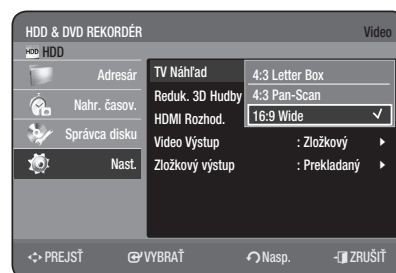 HDD & DVD REKORDÉR Video
HDD HDD
Adresár
Nahr. časov.
Správca disku
Nast.
TV Náhľad
Reduk. 3D Hudby
HDMI Rozhod.
Video Výstup : Zložkový
Zložkový výstup : Prekladaný
4:3 Letter Box
4:3 Pan-Scan
16:9 Wide
PREJSŤ VYBRAŤ Nasp. ZRUŠIŤ